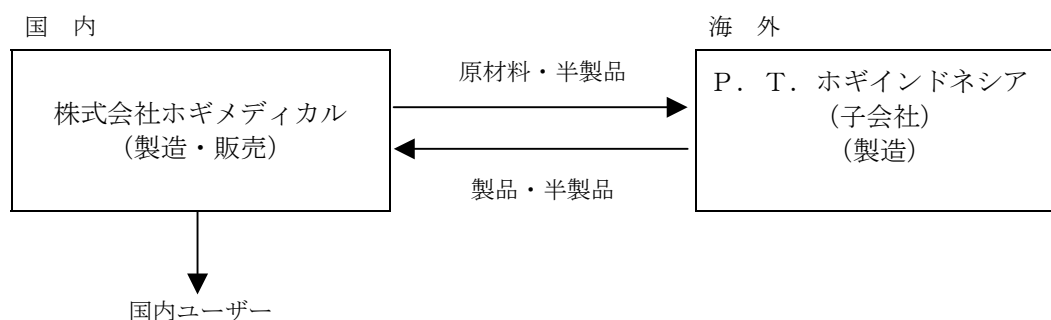 国 内
海 外
株式会社ホギメディカル
(製造・販売)
原材料・半製品
製品・半製品
P. T. ホギインドネシア
(子会社)
(製造)
国内ユーザー